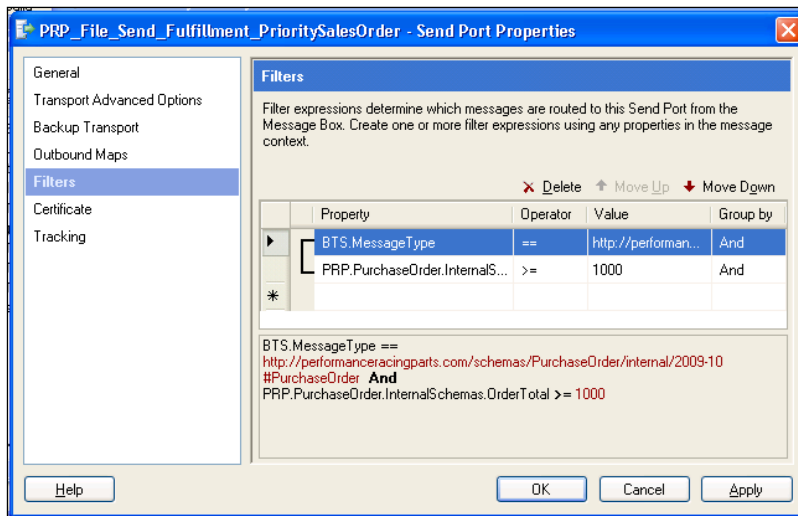 PRP_File_Send_Fulfillment_PrioritySalesOrder - Send Port Properties
General
Transport Advanced Options
Backup Transport
Outbound Maps
Filters
Certificate
Tracking
Filters
Filter expressions determine which messages are routed to this Send Port from the
Message Box. Create one or more filter expressions using any properties in the message
context.
Delete Move Up Move Down
Property Operator Value Group by
BTS.MessageType == http://performan... And
PRP.PurchaseOrder.InternalS... >= 1000 And
BTS.MessageType ==
http://performanceracingparts.com/schemas/PurchaseOrder/internal/2009-10
#PurchaseOrder And
PRP.PurchaseOrder.InternalSchemas.OrderTotal >= 1000
Help OK Cancel Apply